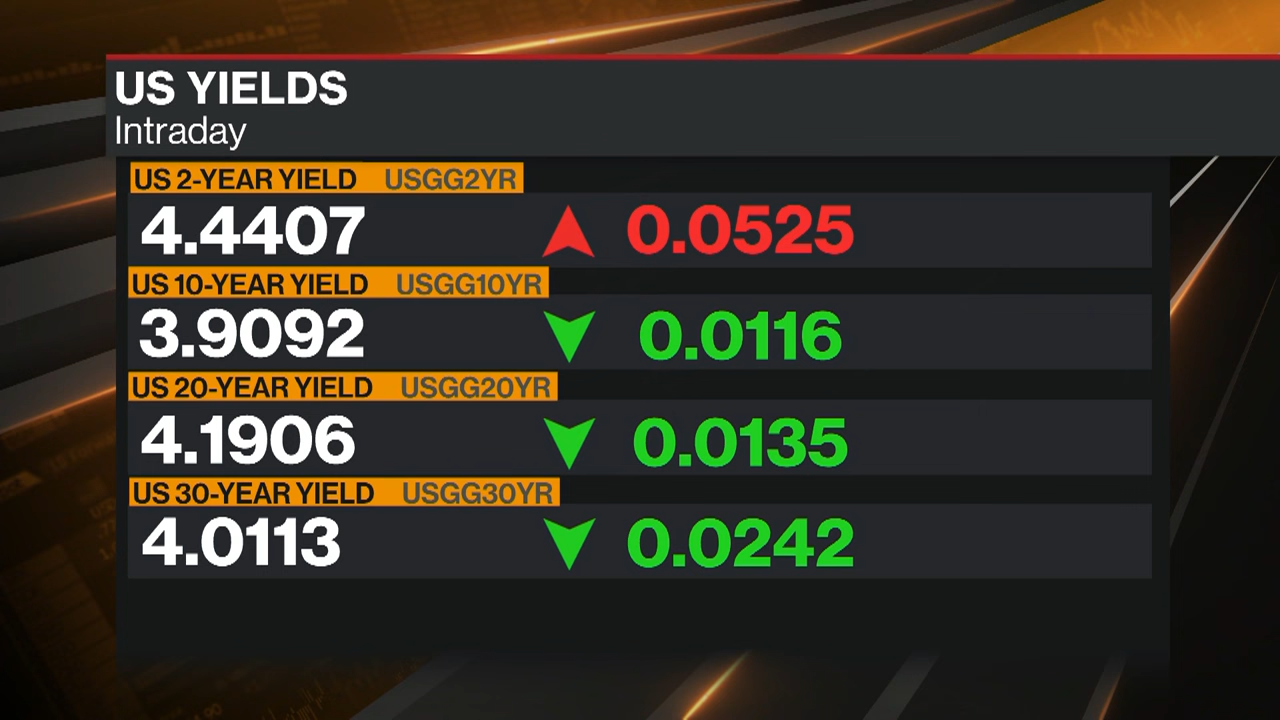 US YIELDS
Intraday
US 2-YEAR YIELD USGG2YR
4.4407 0.0525
US 10-YEAR YIELD USGG10YR
3.9092 0.0116
US 20-YEAR YIELD USGG20YR
4.1906 0.0135
US 30-YEAR YIELD USGG30YR
4.0113 0.0242